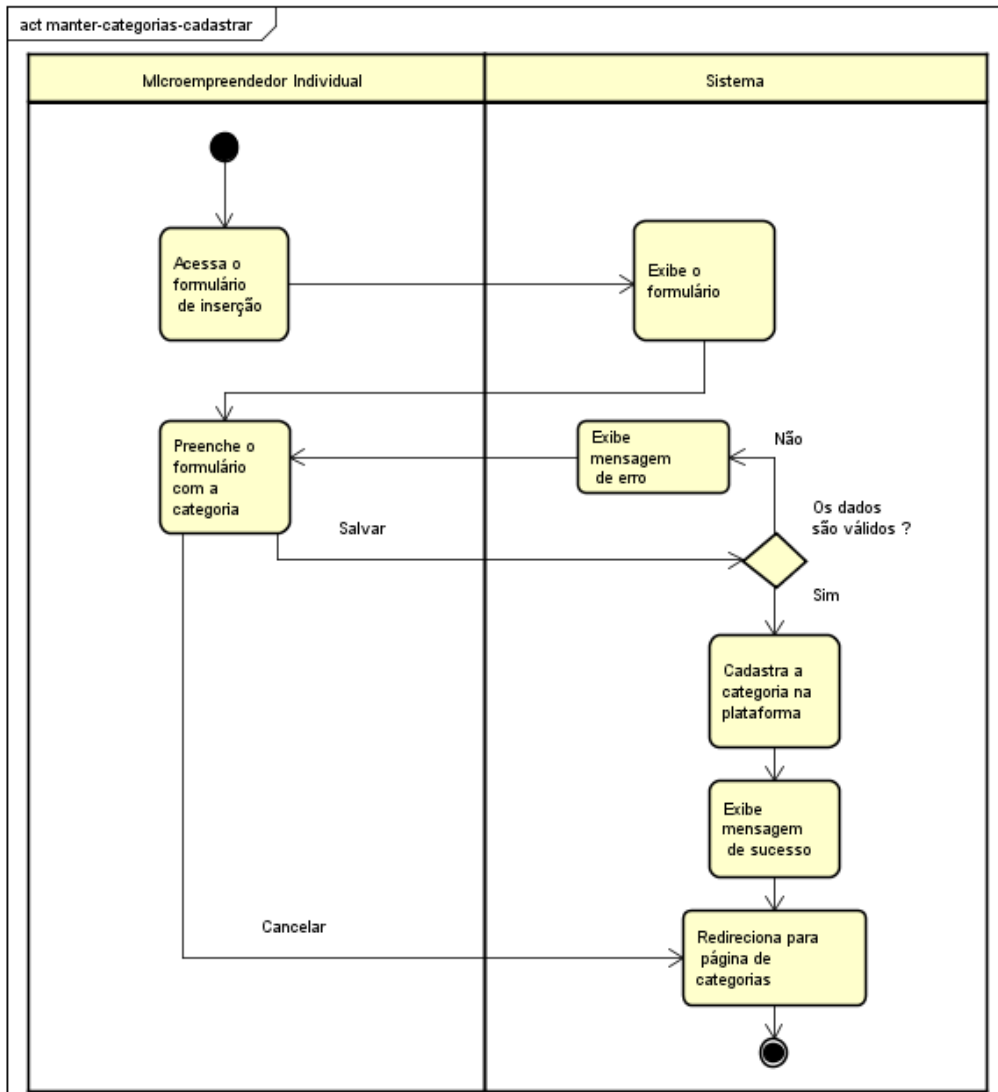 act manter-categorias-cadastrar
MIcroempreendedor Individual
Sistema
Acessa o
formulário
de inserção
Exibe o
formulário
Preenche o
formulário
com a
categoria
Exibe
mensagem
de erro
Não
Os dados
são válidos ?
Salvar
Sim
Cadastra a
categoria na
plataforma
Exibe
mensagem
de sucesso
Cancelar
Redireciona para
página de
categorias